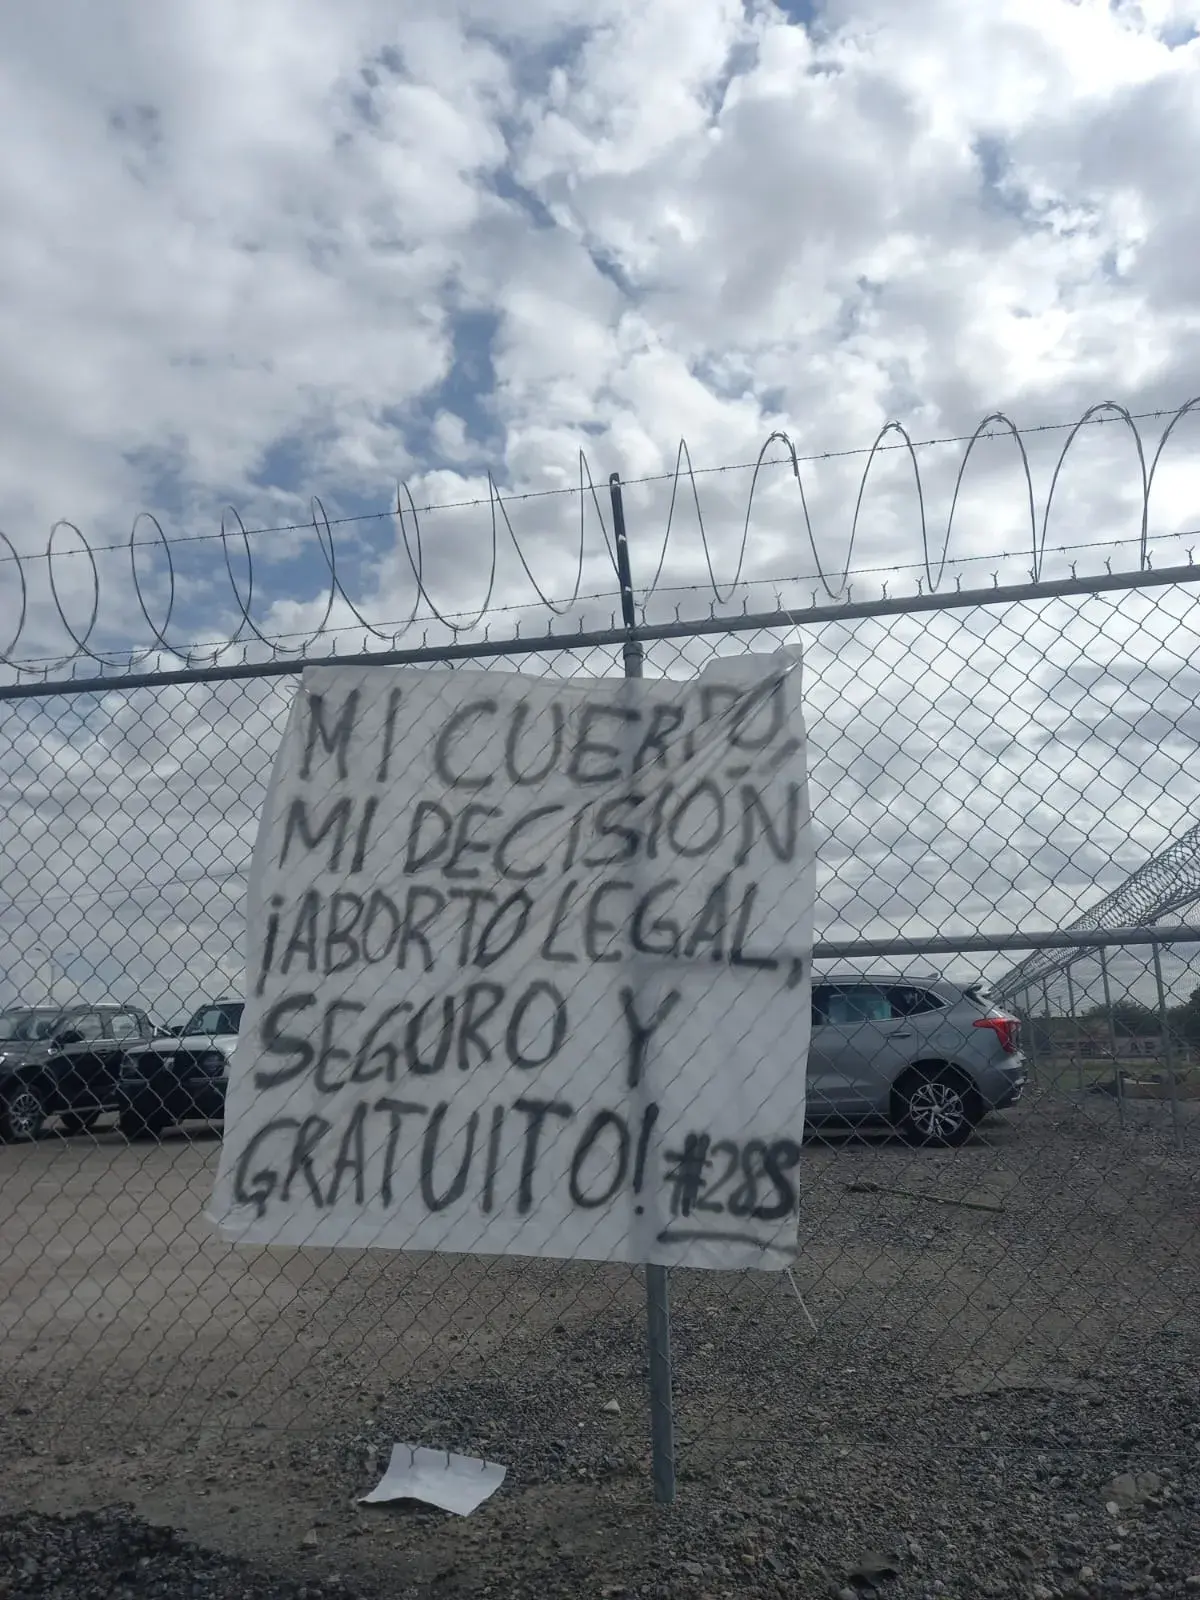 MI CUERPO,
MI DECISIÓN
¡ABORTO LEGAL,
SEGURO Y
GRATUITO! #28S